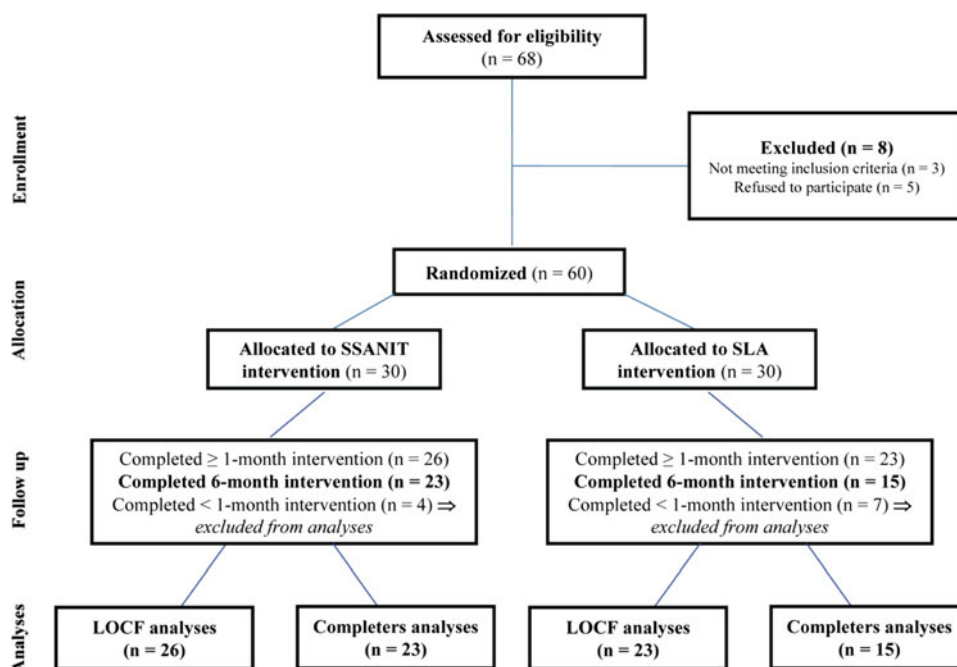 Assessed for eligibility
(n = 68)
Enrollment
Excluded (n = 8)
Not meeting inclusion criteria (n = 3)
Refused to participate (n = 5)
Randomized (n = 60)
Allocation
Allocated to SSANIT
intervention (n = 30)
Allocated to SLA
intervention (n = 30)
Follow up
Completed ≥ 1-month intervention (n = 26)
Completed 6-month intervention (n = 23)
Completed < 1-month intervention (n = 4) ⇒
excluded from analyses
Completed ≥ 1-month intervention (n = 23)
Completed 6-month intervention (n = 15)
Completed < 1-month intervention (n = 7) ⇒
excluded from analyses
Analyses
LOCF analyses
(n = 26)
Completers analyses
(n = 23)
LOCF analyses
(n = 23)
Completers analyses
(n = 15)